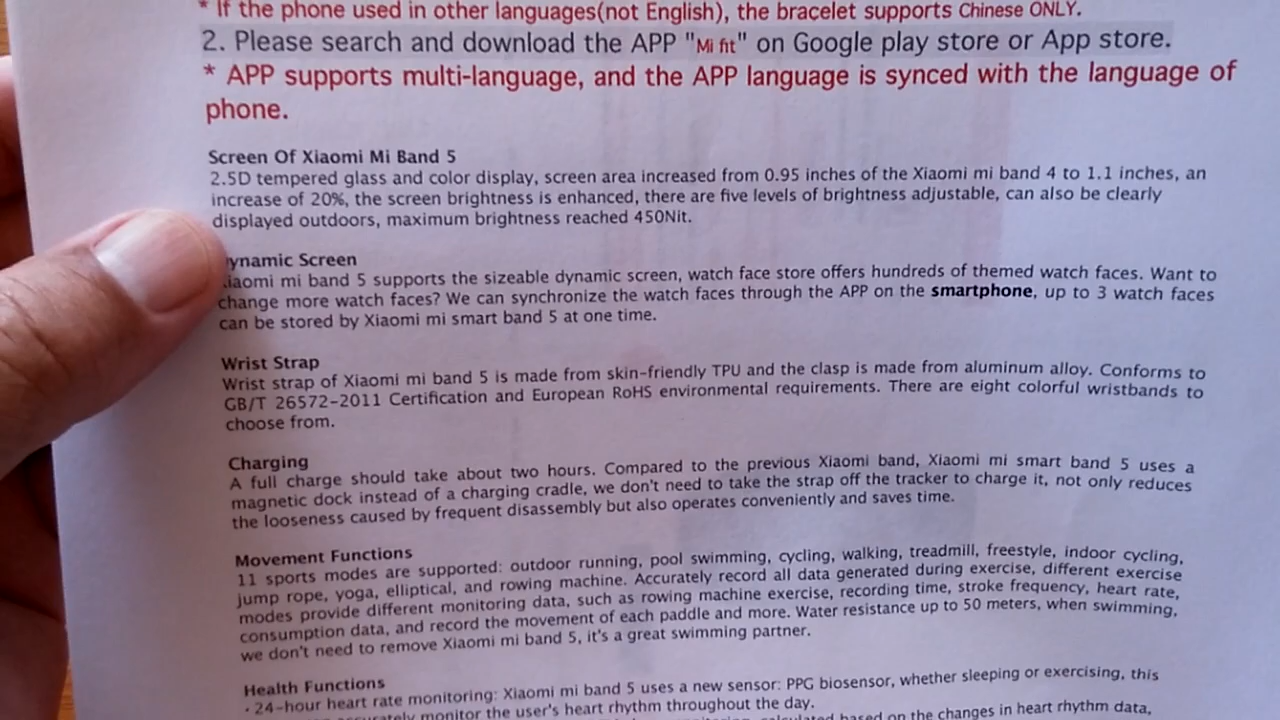 * If the phone used in other languages(not English), the bracelet supports Chinese ONLY.
2. Please search and download the APP "Mi fit" on Google play store or App store.
* APP supports multi-language, and the APP language is synced with the language of
phone.
Screen Of Xiaomi Mi Band 5
2.5D tempered glass and color display, screen area increased from 0.95 inches of the Xiaomi mi band 4 to 1.1 inches, an
increase of 20%, the screen brightness is enhanced, there are five levels of brightness adjustable, can also be clearly
displayed outdoors, maximum brightness reached 450Nit.
ynamic Screen
iaomi mi band 5 supports the sizeable dynamic screen, watch face store offers hundreds of themed watch faces. Want to
change more watch faces? We can synchronize the watch faces through the APP on the smartphone, up to 3 watch faces
can be stored by Xiaomi mi smart band 5 at one time.
Wrist Strap
Wrist strap of Xiaomi mi band 5 is made from skin-friendly TPU and the clasp is made from aluminum alloy. Conforms to
GB/T 26572-2011 Certification and European RoHS environmental requirements. There are eight colorful wristbands to
choose from.
Charging
A full charge should take about two hours. Compared to the previous Xiaomi band, Xiaomi mi smart band 5 uses a
magnetic dock instead of a charging cradle, we don't need to take the strap off the tracker to charge it, not only reduces
the looseness caused by frequent disassembly but also operates conveniently and saves time.
Movement Functions
11 sports modes are supported: outdoor running, pool swimming, cycling, walking, treadmill, freestyle, indoor cycling,
jump rope, yoga, elliptical, and rowing machine. Accurately record all data generated during exercise, different exercise
modes provide different monitoring data, such as rowing machine exercise, recording time, stroke frequency, heart rate,
consumption data, and record the movement of each paddle and more. Water resistance up to 50 meters, when swimming,
we don't need to remove Xiaomi mi band 5, it's a great swimming partner.
Health Functions
· 24-hour heart rate monitoring: Xiaomi mi band 5 uses a new sensor: PPG biosensor, whether sleeping or exercising, this
monitor the user's heart rhythm throughout the day.
based on the changes in heart rhythm data,